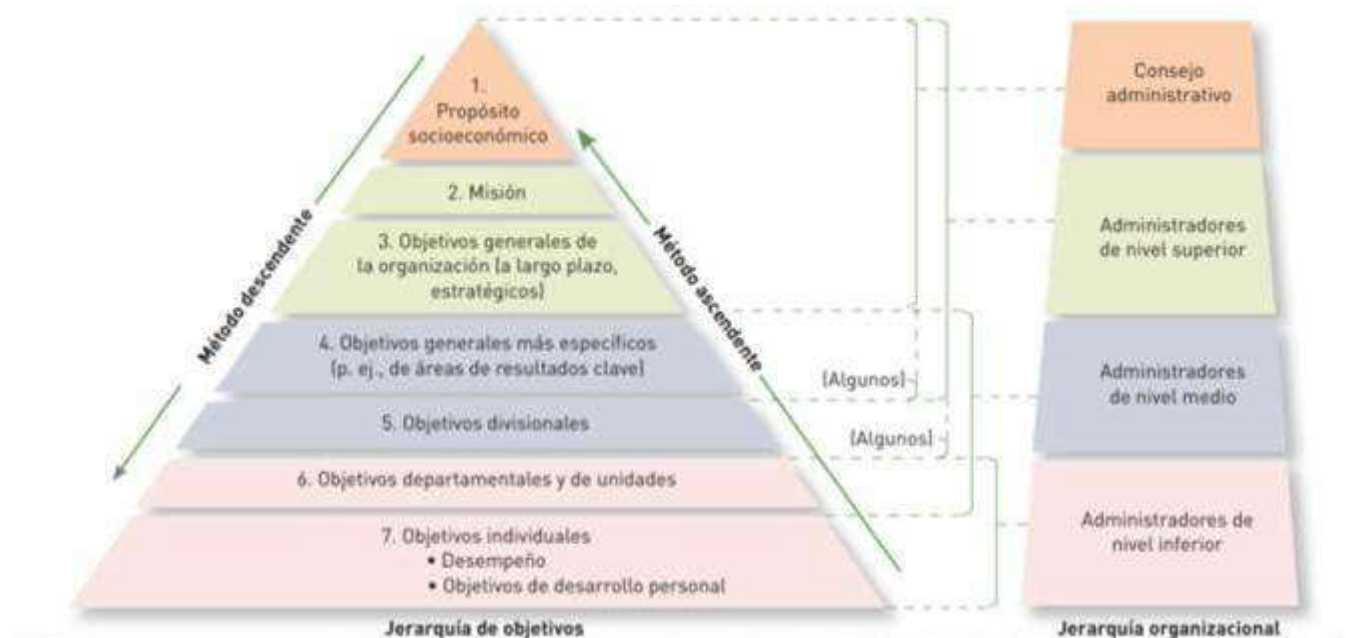 1.
Propósito
socioeconómico
2. Misión
3. Objetivos generales de
la organización (a largo plazo,
estratégicos)
4. Objetivos generales más específicos
(p. ej., de áreas de resultados clave)
5. Objetivos divisionales
6. Objetivos departamentales y de unidades
7. Objetivos individuales
• Desempeño
• Objetivos de desarrollo personal
Método descendente
Método ascendente
(Algunos)
(Algunos)
Jerarquía de objetivos
Consejo
administrativo
Administradores
de nivel superior
Administradores
de nivel medio
Administradores de
nivel inferior
Jerarquía organizacional